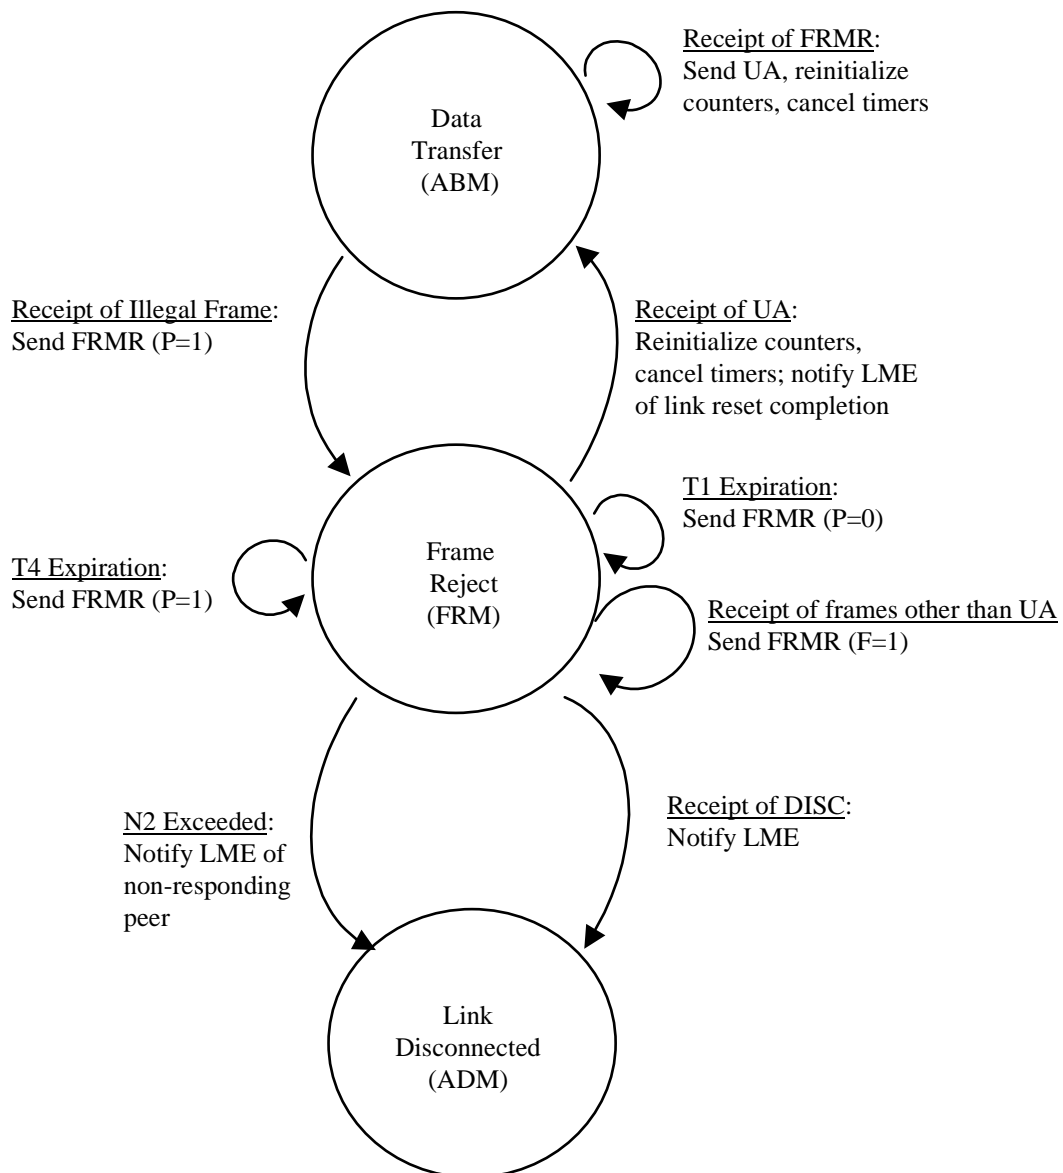 Receipt of FRMR:
Send UA, reinitialize
counters, cancel timers
Data
Transfer
(ABM)
Receipt of Illegal Frame:
Send FRMR (P=1)
Receipt of UA:
Reinitialize counters,
cancel timers; notify LME
of link reset completion
T1 Expiration:
Send FRMR (P=0)
T4 Expiration:
Send FRMR (P=1)
Frame
Reject
(FRM)
Receipt of frames other than UA
Send FRMR (F=1)
N2 Exceeded:
Notify LME of
non-responding
peer
Receipt of DISC:
Notify LME
Link
Disconnected
(ADM)